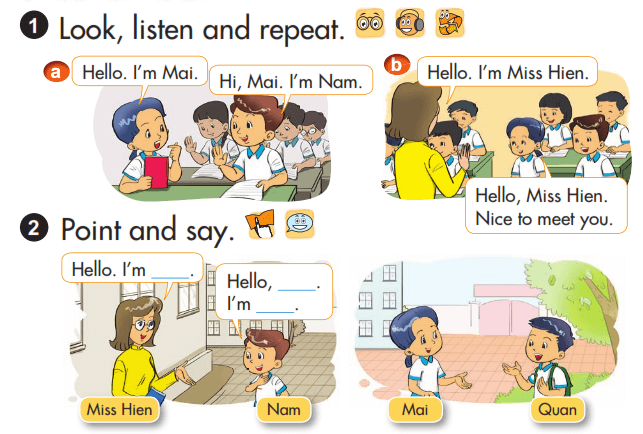 1 Look, listen and repeat.
a Hello. I'm Mai.
Hi, Mai. I'm Nam.
b Hello. I'm Miss Hien.
Hello, Miss Hien.
Nice to meet you.
2 Point and say.
Hello. I'm ____.
Hello, ____.
I'm ____.
Miss Hien
Nam
Mai
Quan